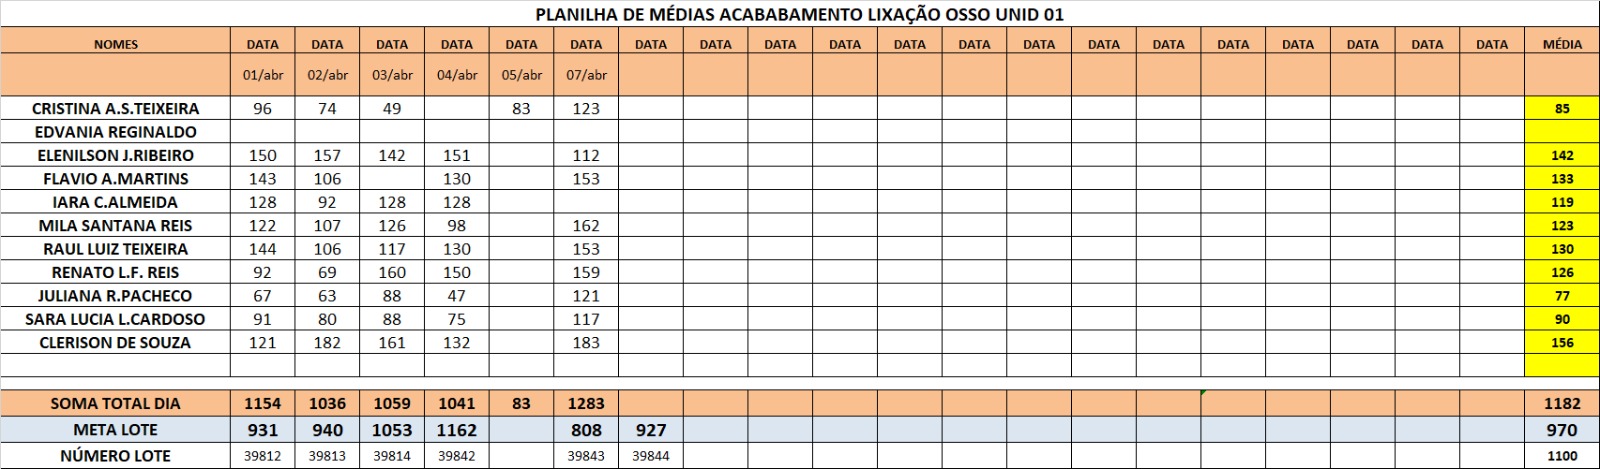 PLANILHA DE MÉDIAS ACABABAMENTO LIXAÇÃO OSSO UNID 01
NOMES DATA DATA DATA DATA DATA DATA DATA DATA DATA DATA DATA DATA DATA DATA DATA DATA DATA DATA DATA DATA MÉDIA
01/abr 02/abr 03/abr 04/abr 05/abr 07/abr
CRISTINA A.S.TEIXEIRA 96 74 49 83 123 85
EDVANIA REGINALDO
ELENILSON J.RIBEIRO 150 157 142 151 112 142
FLAVIO A.MARTINS 143 106 130 153 133
IARA C.ALMEIDA 128 92 128 128 119
MILA SANTANA REIS 122 107 126 98 162 123
RAUL LUIZ TEIXEIRA 144 106 117 130 153 130
RENATO L.F. REIS 92 69 160 150 159 126
JULIANA R.PACHECO 67 63 88 47 121 77
SARA LUCIA L.CARDOSO 91 80 88 75 117 90
CLERISON DE SOUZA 121 182 161 132 183 156
SOMA TOTAL DIA 1154 1036 1059 1041 83 1283 1182
META LOTE 931 940 1053 1162 808 927 970
NÚMERO LOTE 39812 39813 39814 39842 39843 39844 1100